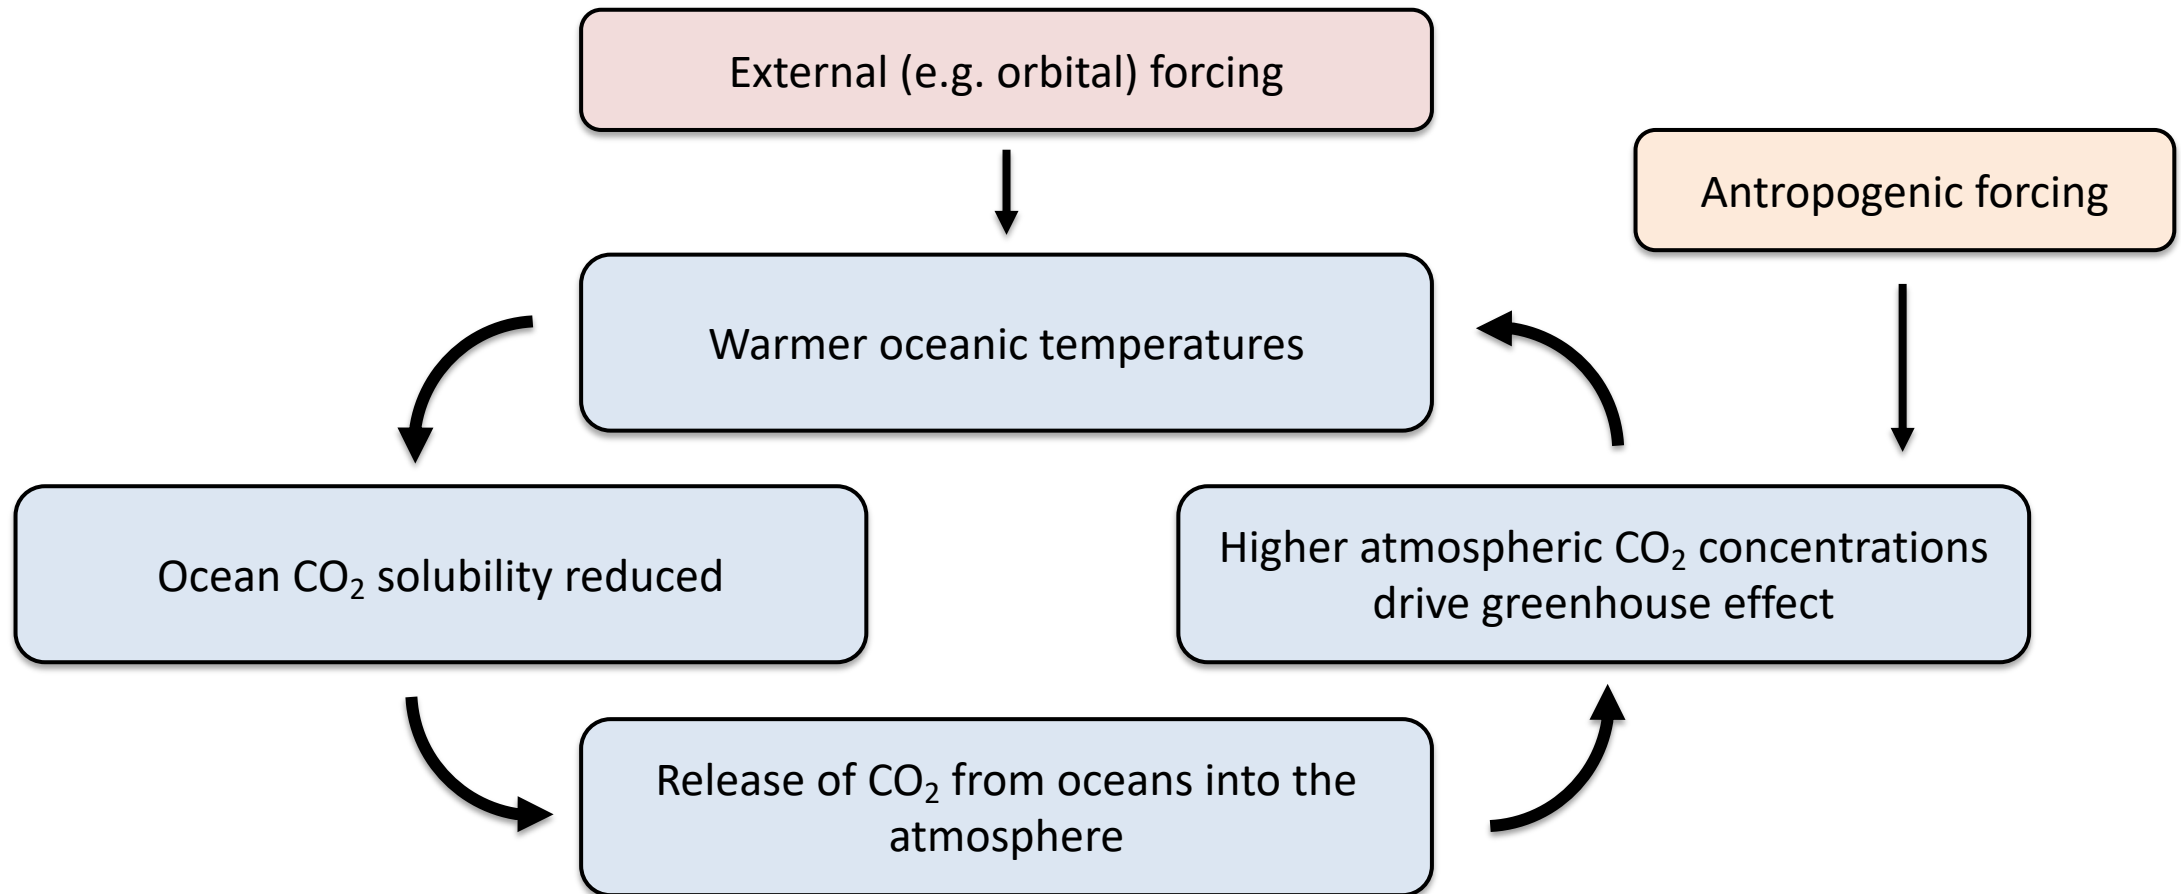 External (e.g. orbital) forcing
Antropogenic forcing
Warmer oceanic temperatures
Ocean CO₂ solubility reduced
Higher atmospheric CO₂ concentrations
drive greenhouse effect
Release of CO₂ from oceans into the
atmosphere